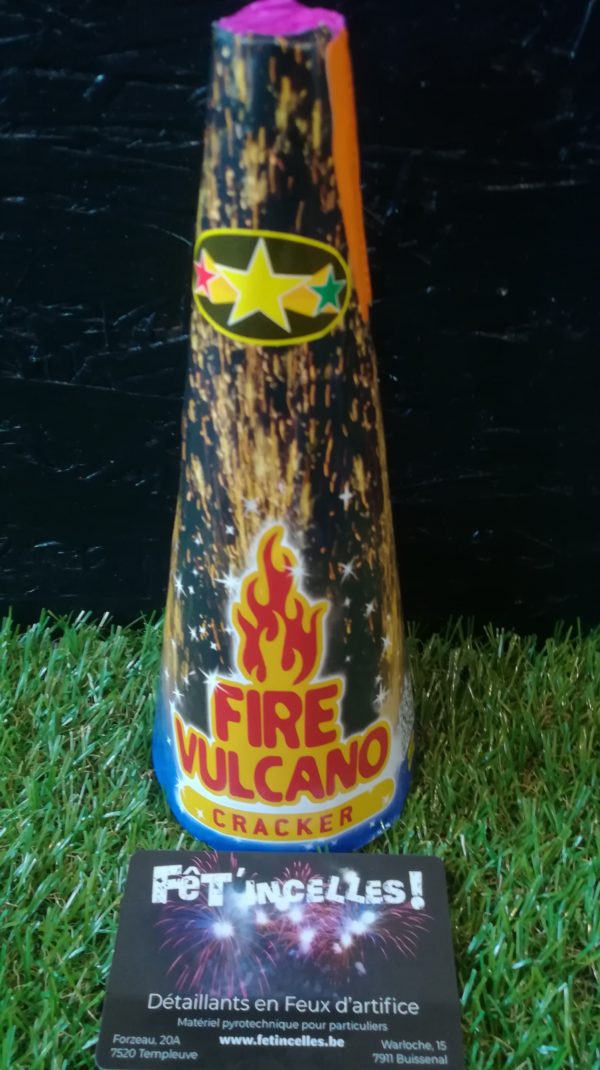 FIRE
VULCANO
CRACKER
FÊT'INCELLES!
Détaillants en Feux d'artifice
Matériel pyrotechnique pour particuliers
Forzeau, 20A
7520 Templeuve
www.fetincelles.be
Warloche, 15
7911 Buissenal